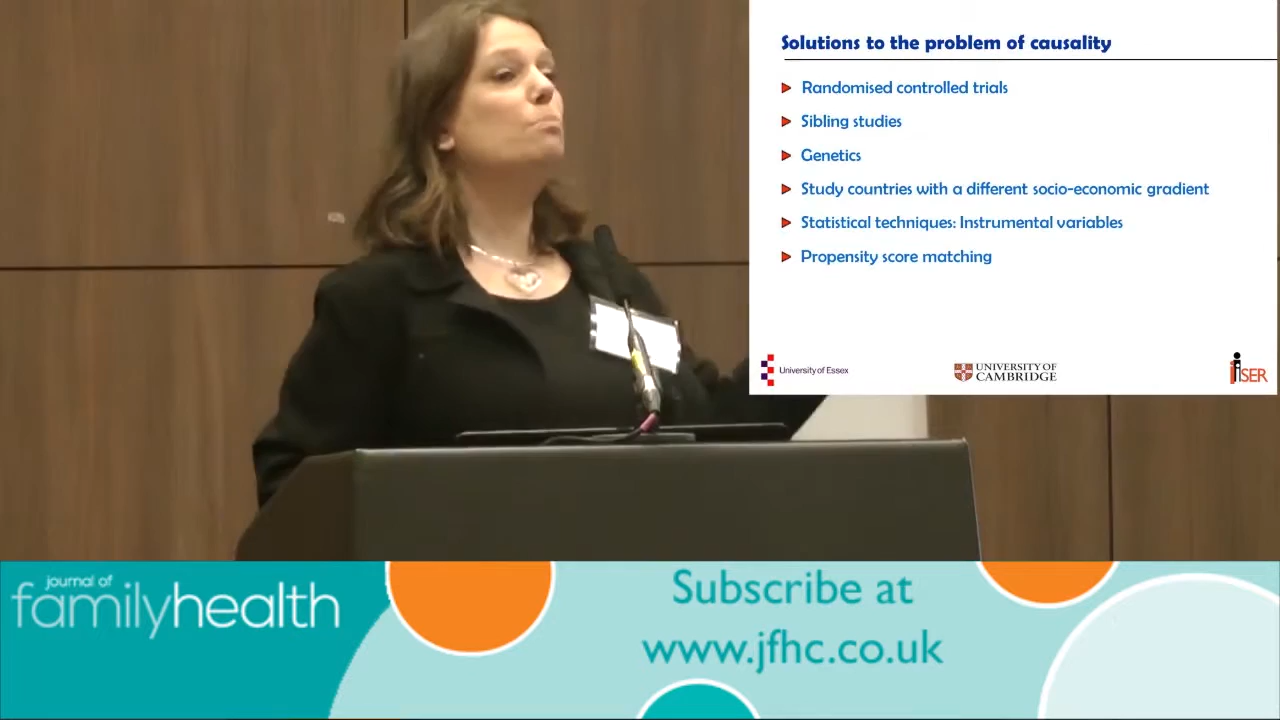 Solutions to the problem of causality
Randomised controlled trials
Sibling studies
Genetics
Study countries with a different socio-economic gradient
Statistical techniques: Instrumental variables
Propensity score matching
University of Essex
UNIVERSITY OF
CAMBRIDGE
iSER
journal of
familyhealth
Subscribe at
www.jfhc.co.uk